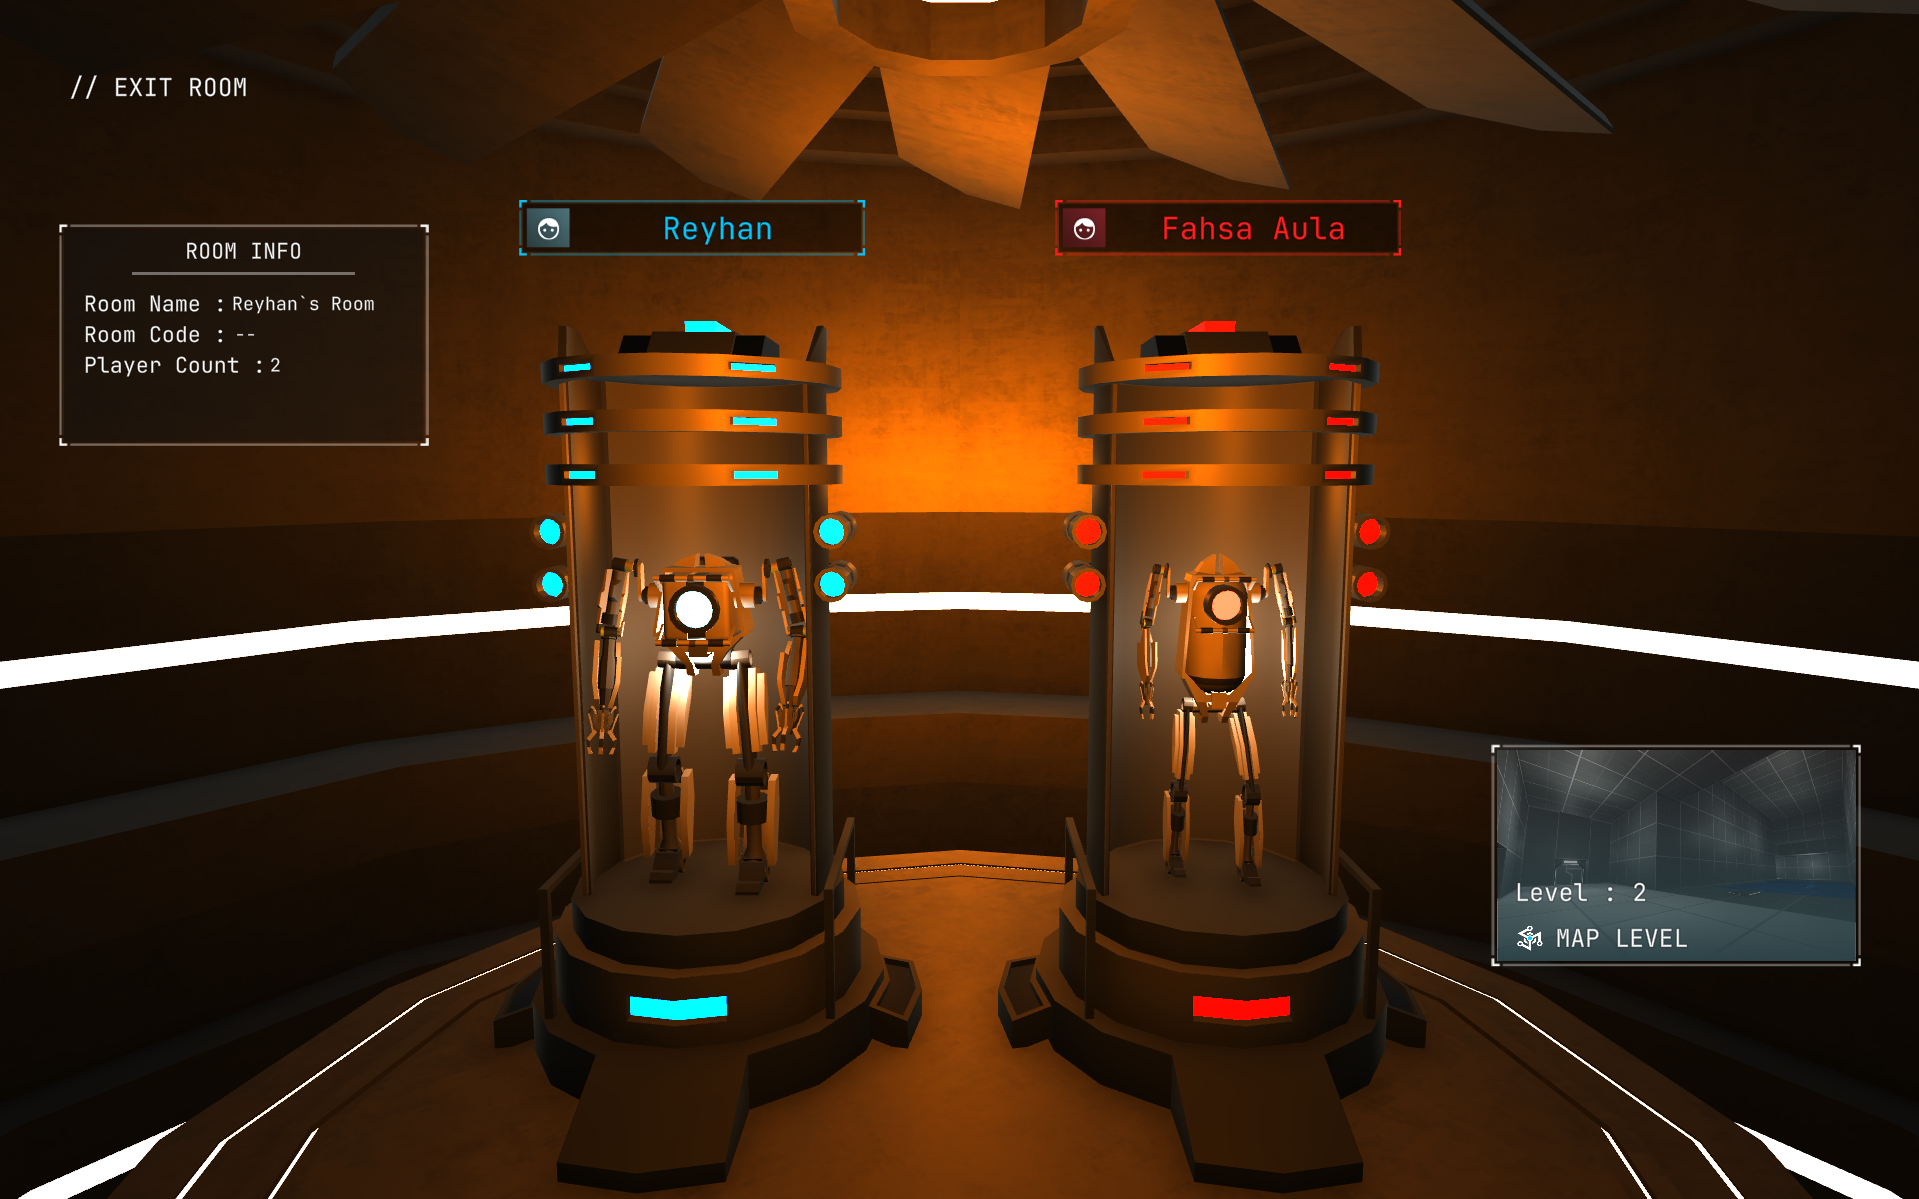 // EXIT ROOM
Reyhan
Fahsa Aula
ROOM INFO
Room Name : Reyhan`s Room
Room Code : --
Player Count : 2
Level : 2
MAP LEVEL